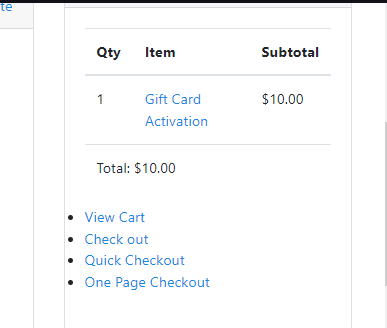 te
Qty Item Subtotal
1 Gift Card $10.00
Activation
Total: $10.00
View Cart
Check out
Quick Checkout
One Page Checkout